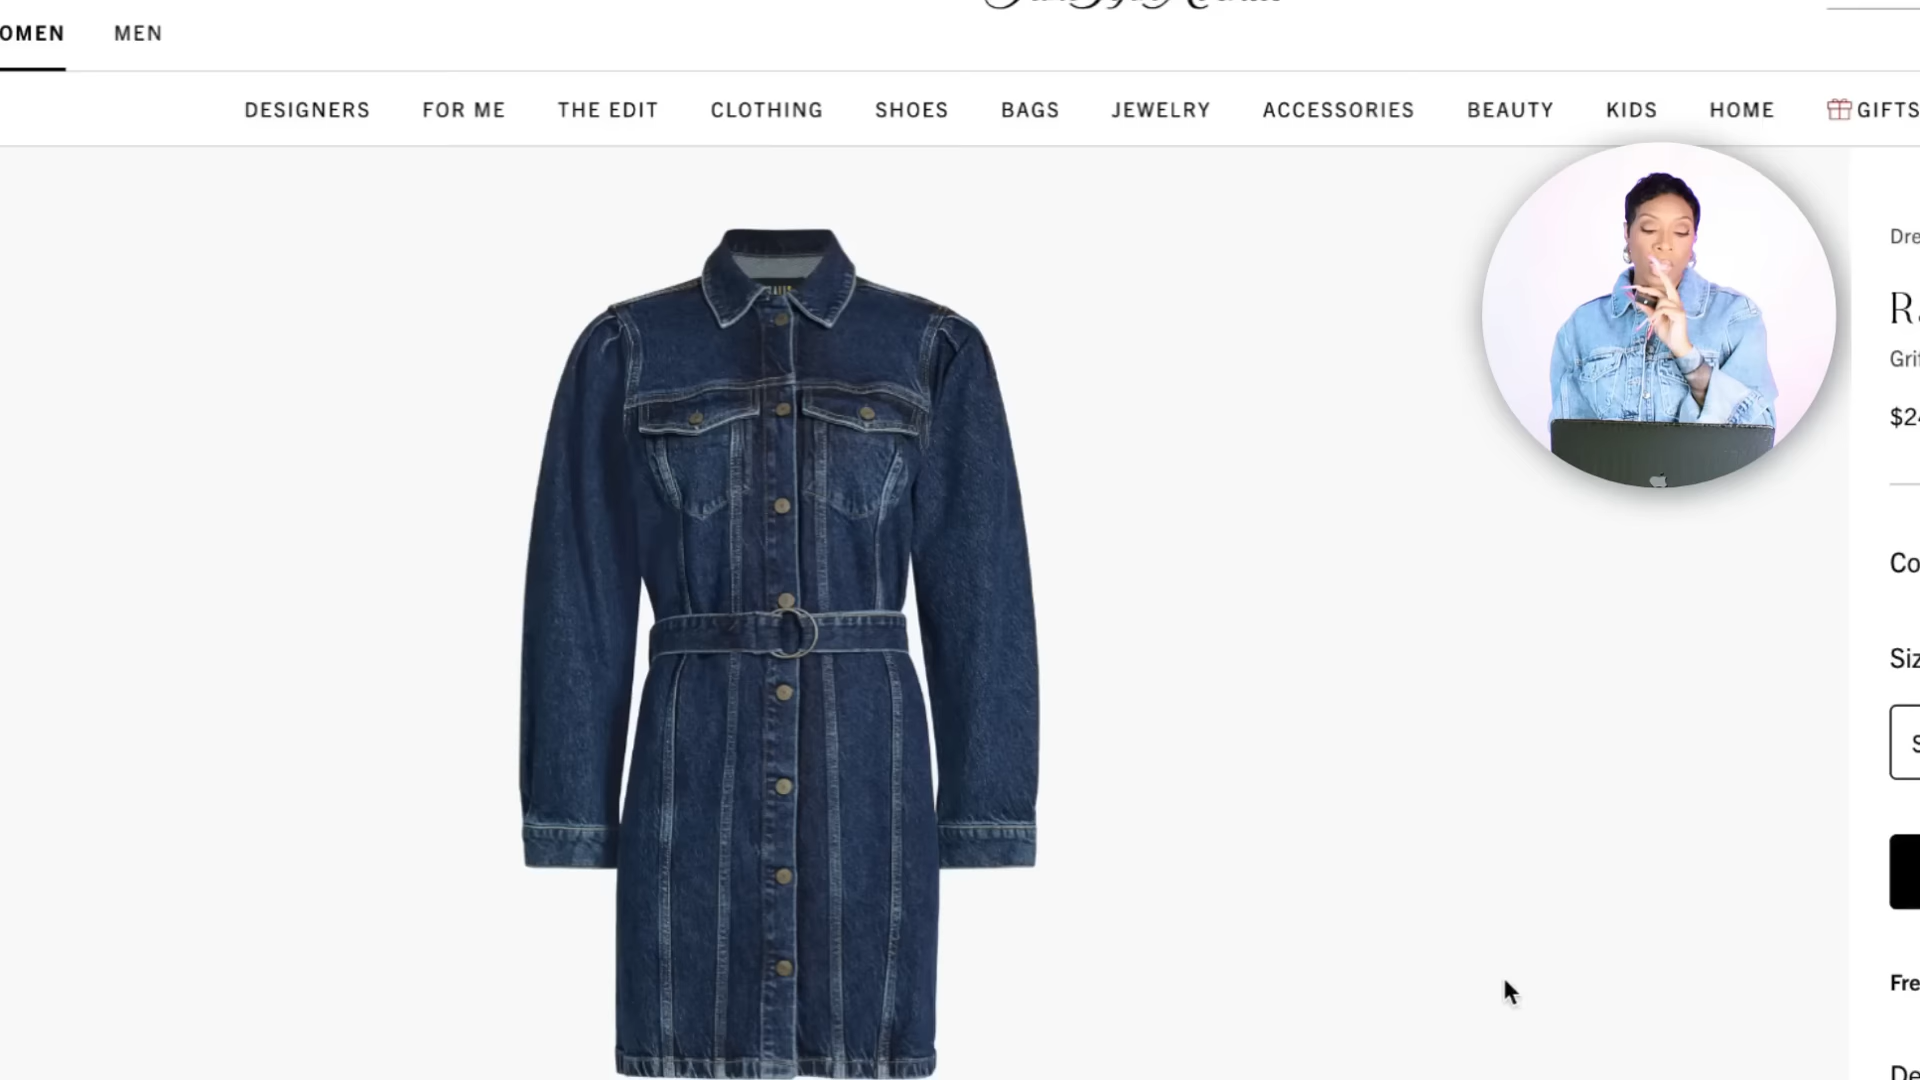 OMEN MEN
DESIGNERS FOR ME THE EDIT CLOTHING SHOES BAGS JEWELRY ACCESSORIES BEAUTY KIDS HOME GIFTS
Dre
R
Gri
$2
Co
Siz
S
Fre
De